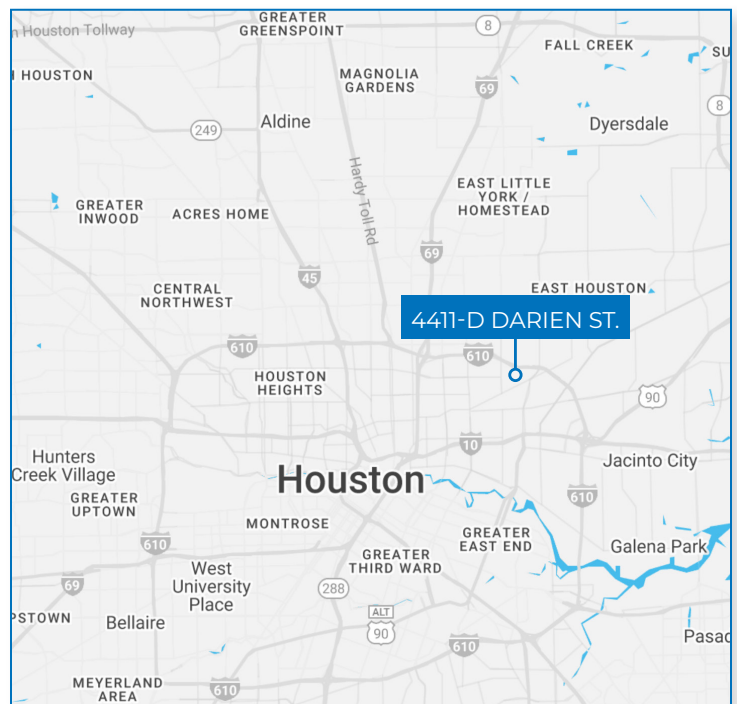 GREATER
GREENSPOINT
8
n Houston Tollway
FALL CREEK
SU
HOUSTON
MAGNOLIA
GARDENS
69
8
249
Aldine
Dyersdale
Hardy Toll Rd
EAST LITTLE
YORK /
HOMESTEAD
GREATER
INWOOD
ACRES HOME
69
45
CENTRAL
NORTHWEST
EAST HOUSTON
4411-D DARIEN ST.
610
610
HOUSTON
HEIGHTS
90
10
Hunters
Creek Village
Jacinto City
Houston
GREATER
UPTOWN
610
MONTROSE
GREATER
EAST END
610
Galena Park
GREATER
THIRD WARD
West
University
Place
69
288
ALT
90
PSTOWN
Bellaire
Pasad
610
MEYERLAND
AREA
610